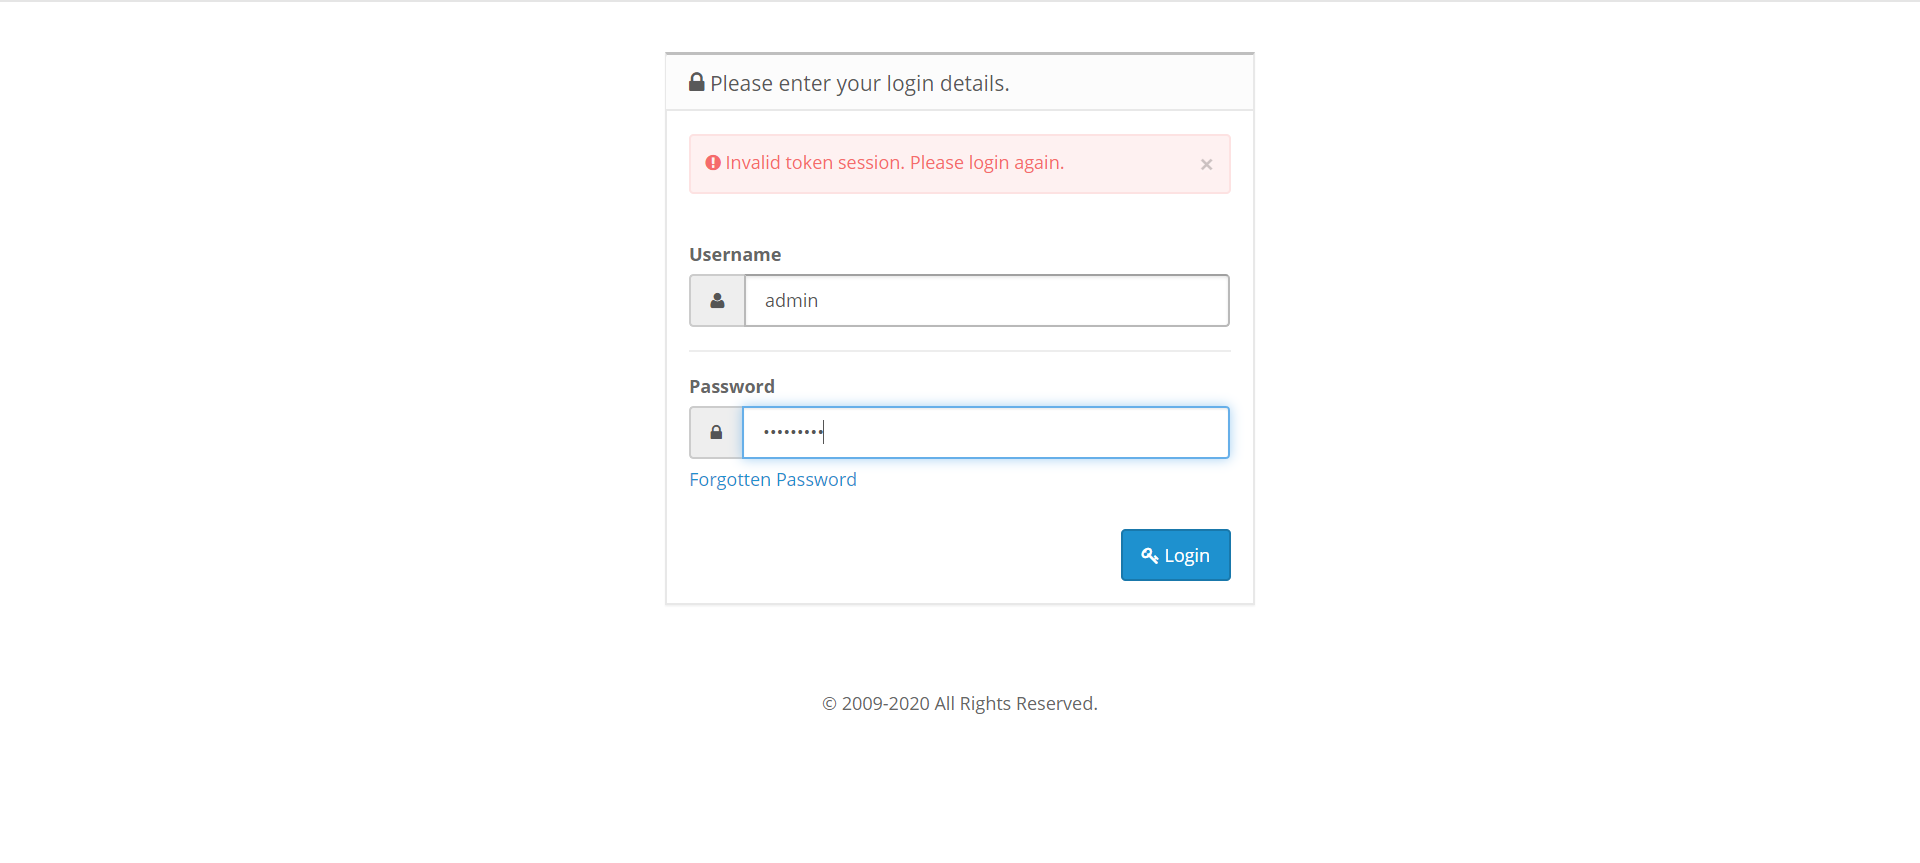 Please enter your login details.
Invalid token session. Please login again.
×
Username
admin
Password
•••••••••
Forgotten Password
Login
© 2009-2020 All Rights Reserved.